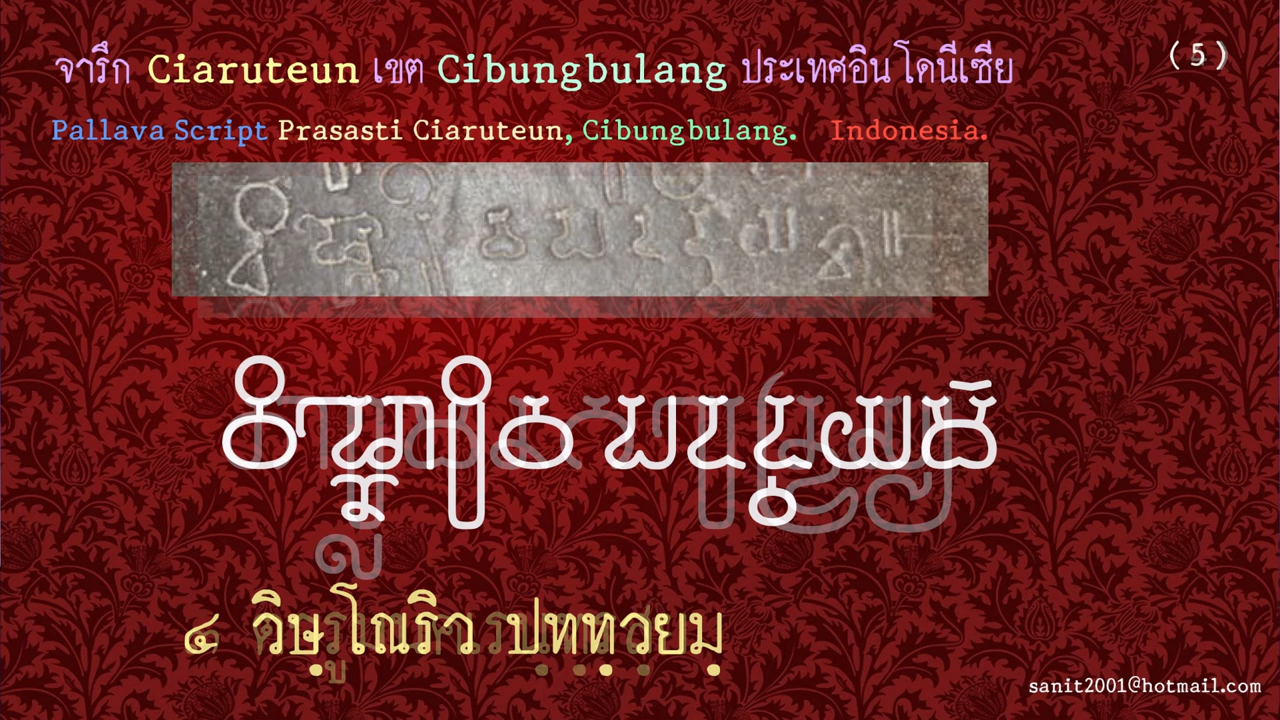 จารึก Ciaruteun เขต Cibungbulang ประเทศอินโดนีเซีย
(5)
Pallava Script Prasasti Ciaruteun, Cibungbulang. Indonesia.
๔ วิษฺโณริว ปทฺทฺวยมฺ
sanit2001@hotmail.com